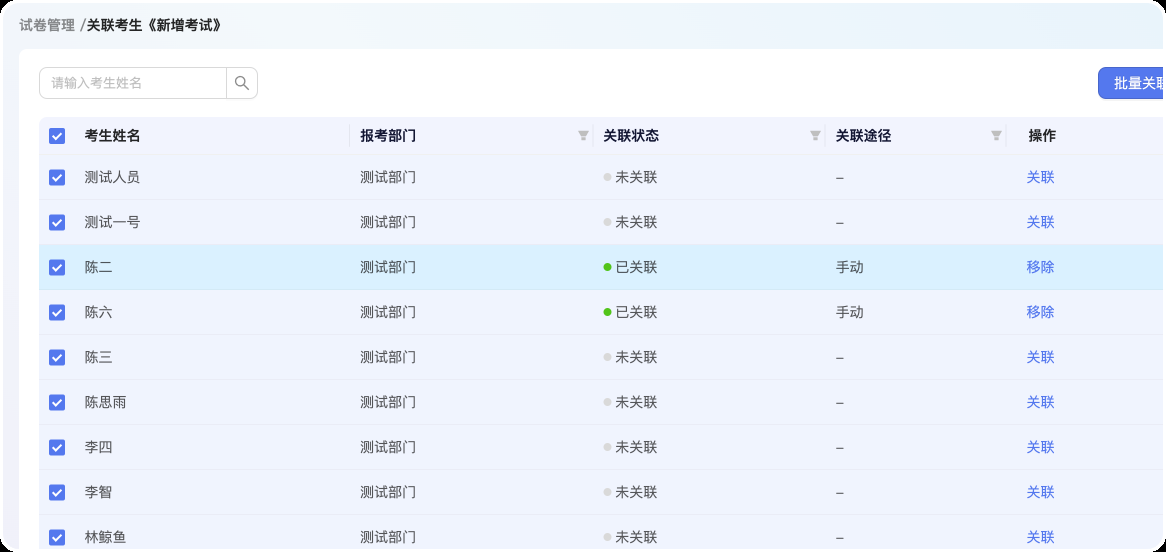 试卷管理 /关联考生《新增考试》
请输入考生姓名
批量关联
考生姓名 报考部门 关联状态 关联途径 操作
测试人员 测试部门 未关联 – 关联
测试一号 测试部门 未关联 – 关联
陈二 测试部门 已关联 手动 移除
陈六 测试部门 已关联 手动 移除
陈三 测试部门 未关联 – 关联
陈思雨 测试部门 未关联 – 关联
李四 测试部门 未关联 – 关联
李智 测试部门 未关联 – 关联
林鲸鱼 测试部门 未关联 – 关联